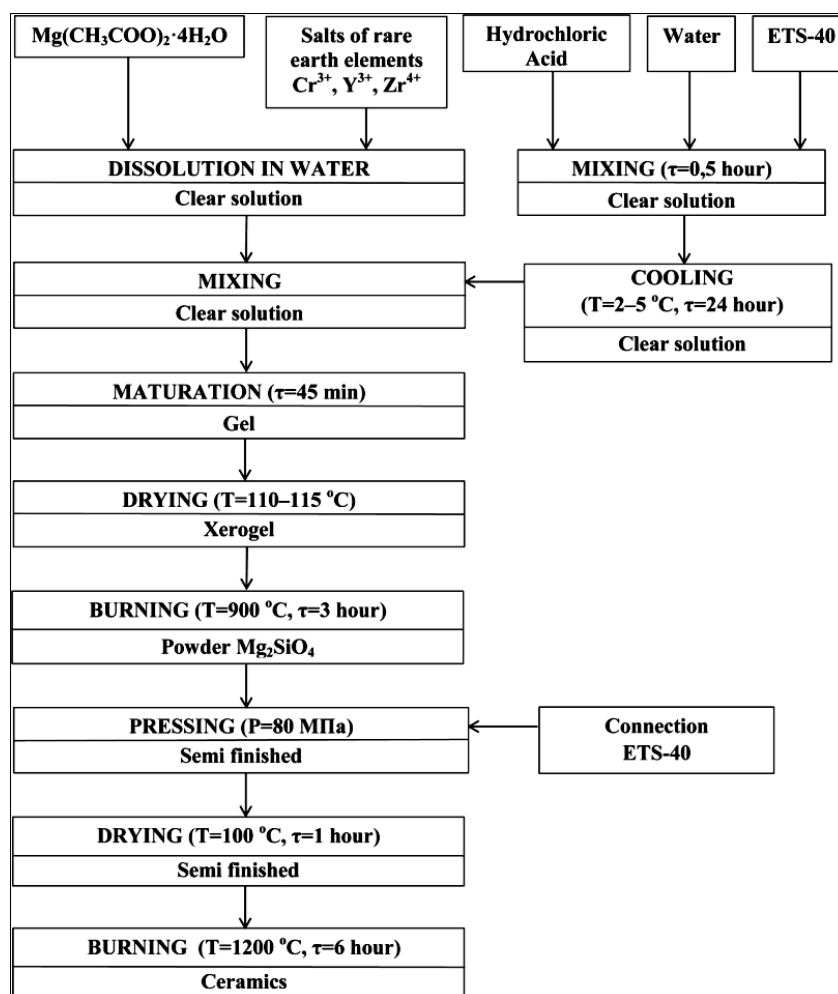 Mg(CH₃COO)₂·4H₂O
Salts of rare
earth elements
Cr³⁺, Y³⁺, Zr⁴⁺
Hydrochloric
Acid
Water
ETS-40
DISSOLUTION IN WATER
Clear solution
MIXING (τ=0,5 hour)
Clear solution
MIXING
Clear solution
COOLING
(T=2–5 °C, τ=24 hour)
Clear solution
MATURATION (τ=45 min)
Gel
DRYING (T=110–115 °C)
Xerogel
BURNING (T=900 °C, τ=3 hour)
Powder Mg₂SiO₄
PRESSING (P=80 МПа)
Semi finished
Connection
ETS-40
DRYING (T=100 °C, τ=1 hour)
Semi finished
BURNING (T=1200 °C, τ=6 hour)
Ceramics